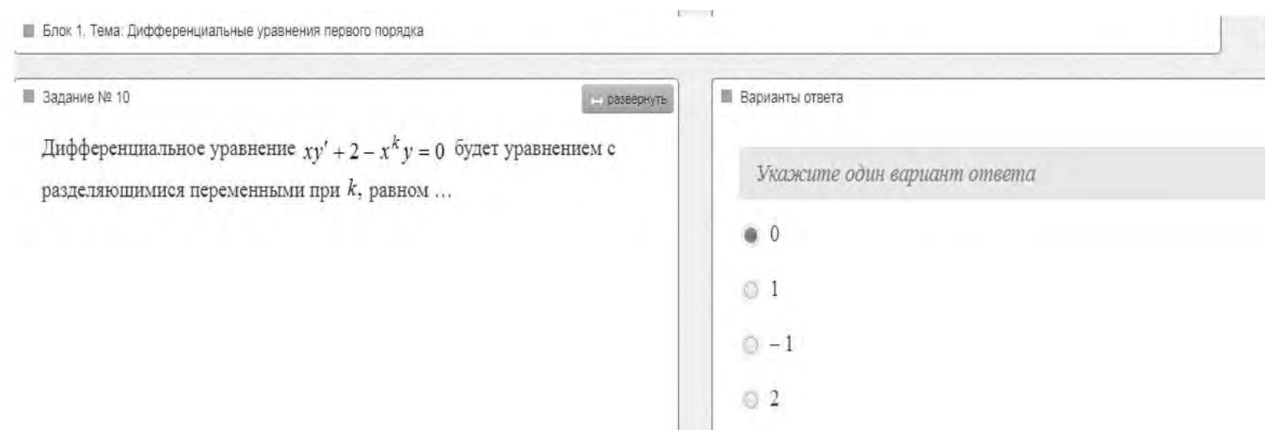 Блок 1. Тема: Дифференциальные уравнения первого порядка
Задание № 10
развернуть
Дифференциальное уравнение xy′ + 2 − x^k y = 0 будет уравнением с
разделяющимися переменными при k, равном …
Варианты ответа
Укажите один вариант ответа
0
1
− 1
2